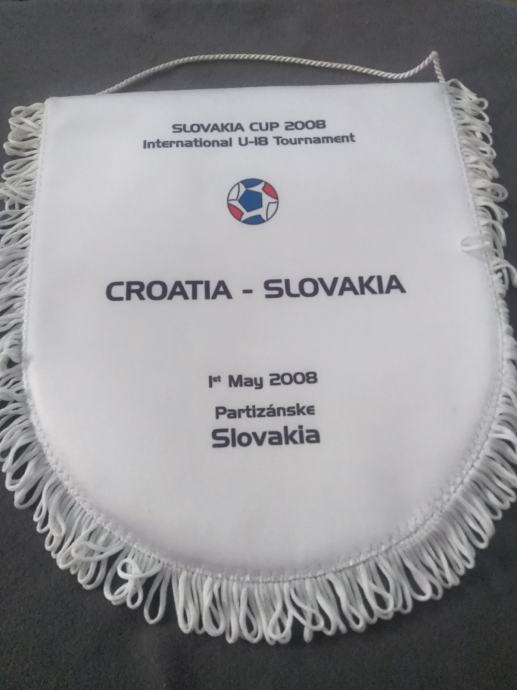 SLOVAKIA CUP 2008
International U-18 Tournament
CROATIA - SLOVAKIA
1st May 2008
Partizánske
Slovakia